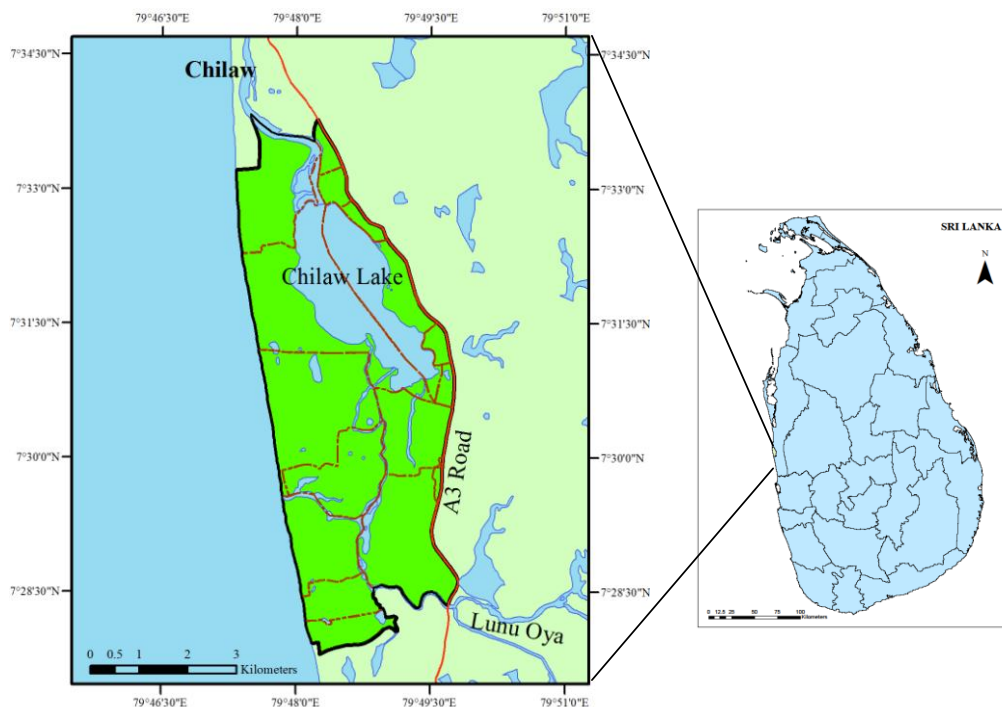 79°46'30"E 79°48'0"E 79°49'30"E 79°51'0"E
7°34'30"N 7°34'30"N
Chilaw
7°33'0"N 7°33'0"N
SRI LANKA
N
Chilaw Lake
7°31'30"N 7°31'30"N
7°30'0"N 7°30'0"N
A3 Road
7°28'30"N 7°28'30"N
Lunu Oya
0 0.5 1 2 3
Kilometers
0 12.5 25 50 75 100
Kilometers
79°46'30"E 79°48'0"E 79°49'30"E 79°51'0"E